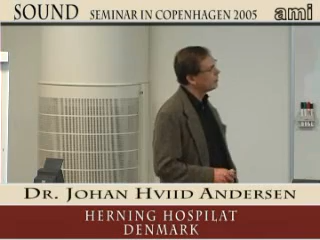 SOUND SEMINAR IN COPENHAGEN 2005 ami
DR. JOHAN HVIID ANDERSEN
HERNING HOSPILAT
DENMARK